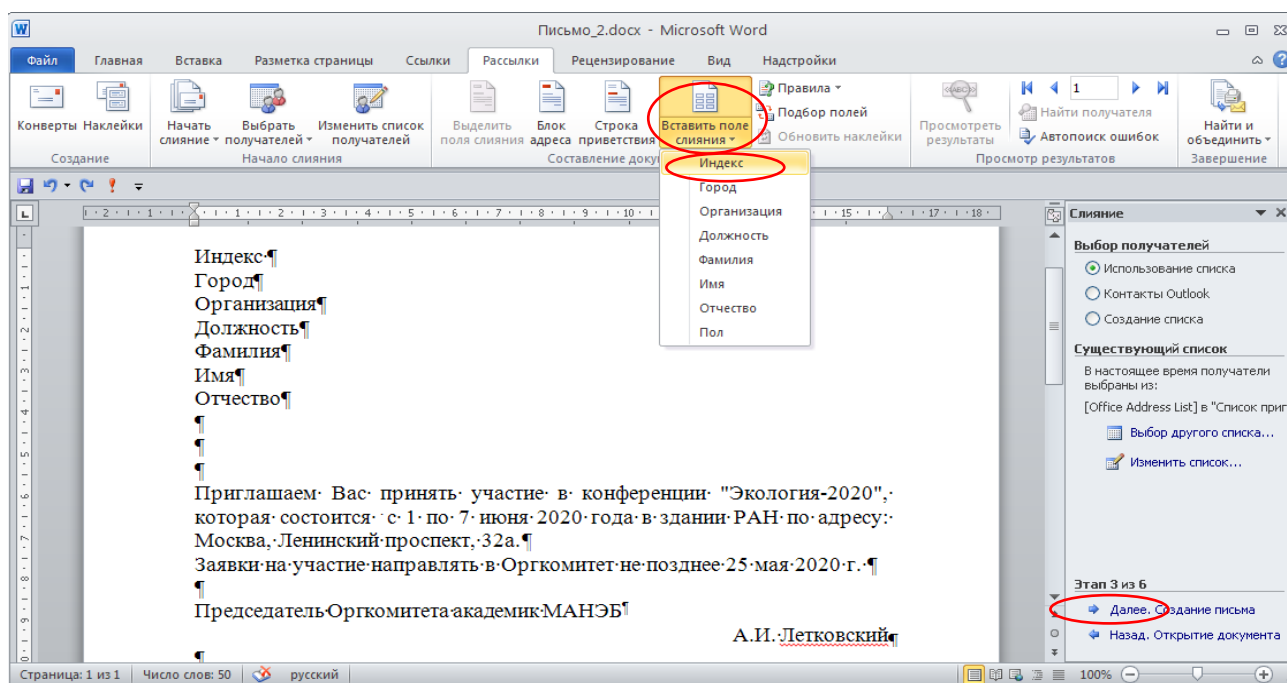 Письмо_2.docx - Microsoft Word
Файл Главная Вставка Разметка страницы Ссылки Рассылки Рецензирование Вид Надстройки
Конверты Наклейки
Создание
Начать слияние
Выбрать получателей
Изменить список получателей
Начало слияния
Выделить поля слияния
Блок адреса
Строка приветствия
Вставить поле слияния
Правила
Подбор полей
Обновить наклейки
Составление доку
Просмотреть результаты
1
Найти получателя
Автопоиск ошибок
Просмотр результатов
Найти и объединить
Завершение
Индекс
Город
Организация
Должность
Фамилия
Имя
Отчество
Пол
Индекс·¶
Город¶
Организация¶
Должность¶
Фамилия¶
Имя¶
Отчество¶
¶
¶
¶
Приглашаем· Вас· принять· участие· в· конференции· "Экология-2020",·
которая· состоится· ·с· 1· по· 7· июня· 2020· года· в· здании· РАН· по· адресу:·
Москва,·Ленинский·проспект,·32а.¶
Заявки·на·участие·направлять·в·Оргкомитет·не·позднее·25·мая·2020·г.·¶
¶
Председатель·Оргкомитета·академик·МАНЭБ¶
А.И.·Летковский¶
¶
Слияние
Выбор получателей
Использование списка
Контакты Outlook
Создание списка
Существующий список
В настоящее время получатели
выбраны из:
[Office Address List] в "Список приг
Выбор другого списка...
Изменить список...
Этап 3 из 6
Далее. Создание письма
Назад. Открытие документа
Страница: 1 из 1 Число слов: 50 русский 100%